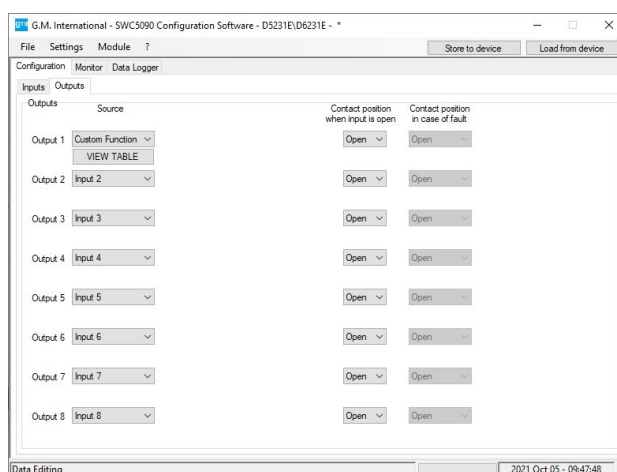 gmi G.M. International - SWC5090 Configuration Software - D5231E\D6231E - *
File Settings Module ? Store to device Load from device
Configuration Monitor Data Logger
Inputs Outputs
Outputs
Source
Contact position when input is open
Contact position in case of fault
Output 1 Custom Function Open Open
VIEW TABLE
Output 2 Input 2 Open Open
Output 3 Input 3 Open Open
Output 4 Input 4 Open Open
Output 5 Input 5 Open Open
Output 6 Input 6 Open Open
Output 7 Input 7 Open Open
Output 8 Input 8 Open Open
Data Editing 2021 Oct 05 - 09:47:48